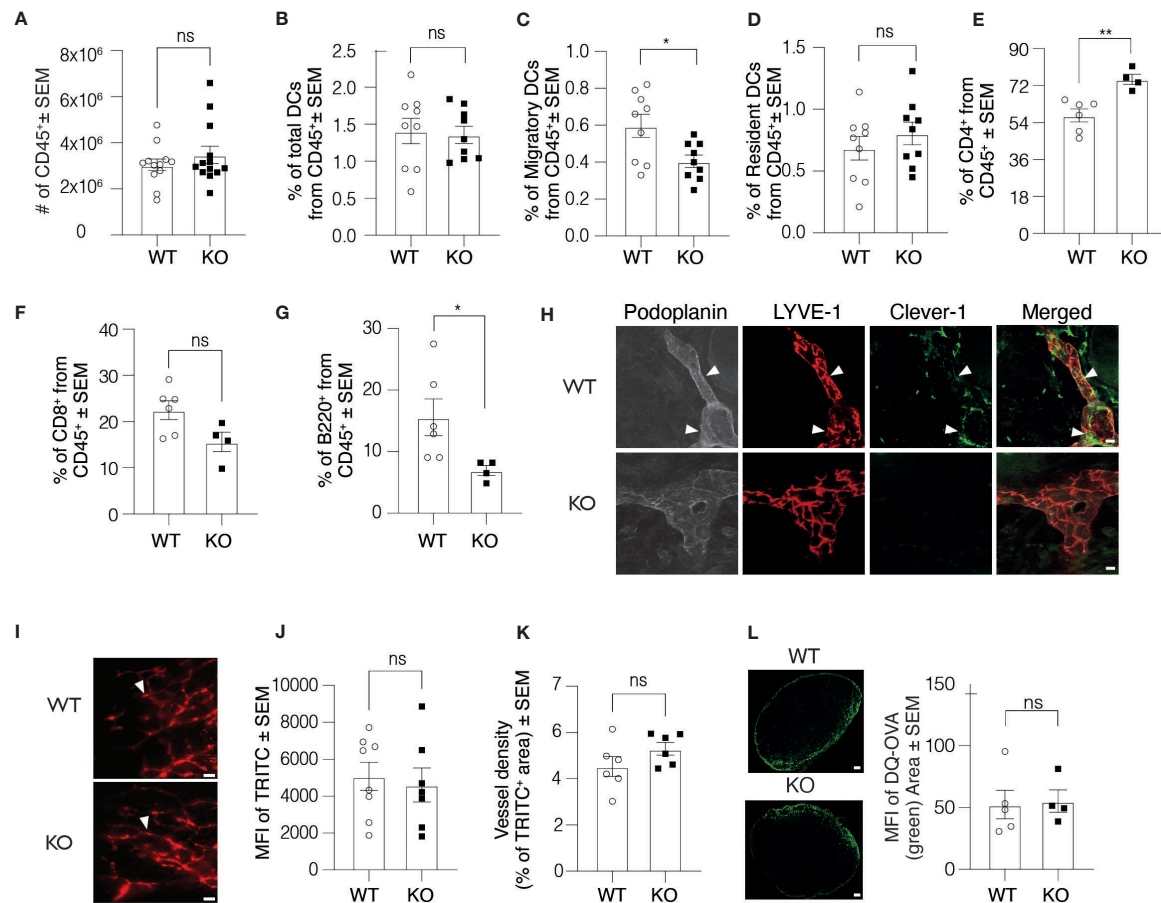 A
# of CD45⁺± SEM
8x10⁶
6x10⁶
4x10⁶
2x10⁶
0
ns
WT
KO
B
% of total DCs
from CD45⁺± SEM
2.5
2.0
1.5
1.0
0.5
0.0
ns
WT
KO
C
% of Migratory DCs
from CD45⁺± SEM
1.0
0.8
0.6
0.4
0.2
0.0
*
WT
KO
D
% of Resident DCs
from CD45⁺± SEM
1.5
1.0
0.5
0.0
ns
WT
KO
E
% of CD4⁺ from
CD45⁺ ± SEM
90
72
54
36
18
0
**
WT
KO
F
% of CD8⁺ from
CD45⁺ ± SEM
40
30
20
10
0
ns
WT
KO
G
% of B220⁺ from
CD45⁺ ± SEM
30
20
10
0
*
WT
KO
H
Podoplanin
LYVE-1
Clever-1
Merged
WT
KO
I
WT
KO
J
MFI of TRITC ± SEM
10000
8000
6000
4000
2000
0
ns
WT
KO
K
Vessel density
(% of TRITC⁺ area) ± SEM
7
6
4
2
0
ns
WT
KO
L
WT
KO
MFI of DQ-OVA
(green) Area ± SEM
150
100
50
0
ns
WT
KO